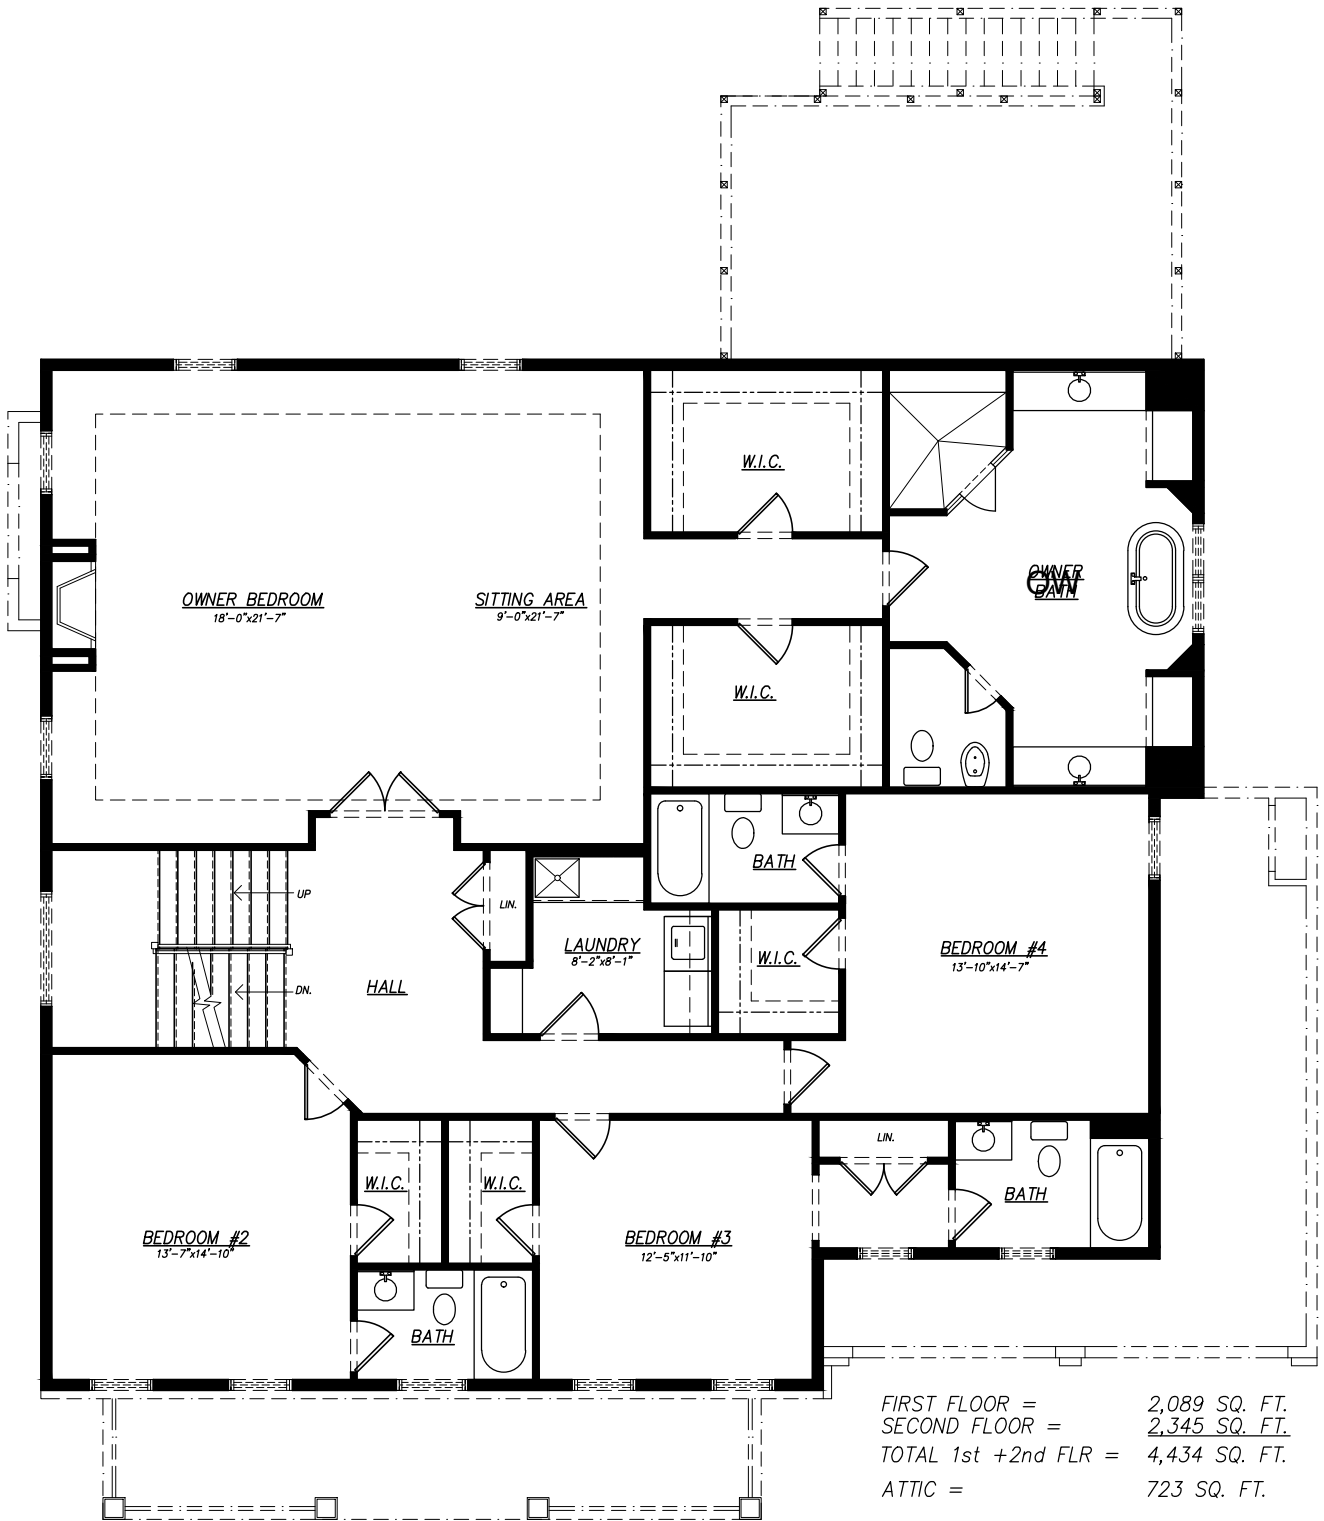 W.I.C.
OWNER
BATH
OW
OWNER BEDROOM
18'-0"x21'-7"
SITTING AREA
9'-0"x21'-7"
W.I.C.
UP
DN.
HALL
LIN.
LAUNDRY
8'-2"x8'-1"
BATH
W.I.C.
BEDROOM #4
13'-10"x14'-7"
BEDROOM #2
13'-7"x14'-10"
W.I.C.
W.I.C.
BATH
BEDROOM #3
12'-5"x11'-10"
LIN.
BATH
FIRST FLOOR = 2,089 SQ. FT.
SECOND FLOOR = 2,345 SQ. FT.
TOTAL 1st +2nd FLR = 4,434 SQ. FT.
ATTIC = 723 SQ. FT.